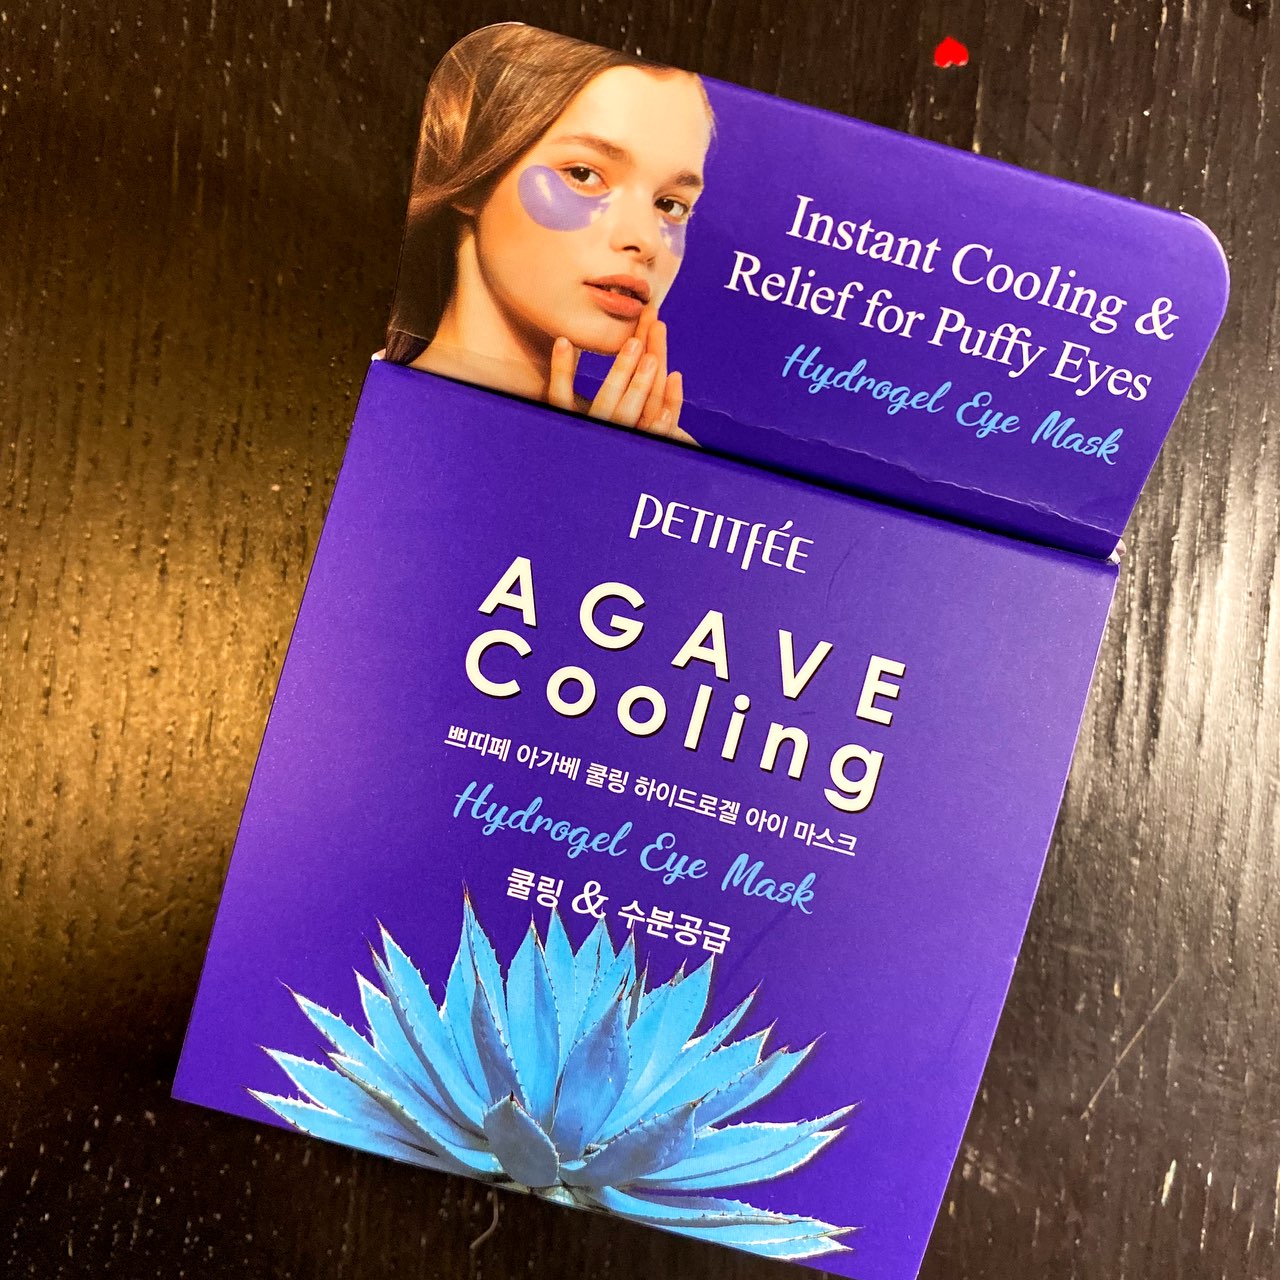 Instant Cooling &
Relief for Puffy Eyes
Hydrogel Eye Mask
PETITFÉE
AGAVE
Cooling
쁘띠페 아가베 쿨링 하이드로겔 아이 마스크
Hydrogel Eye Mask
쿨링 & 수분공급